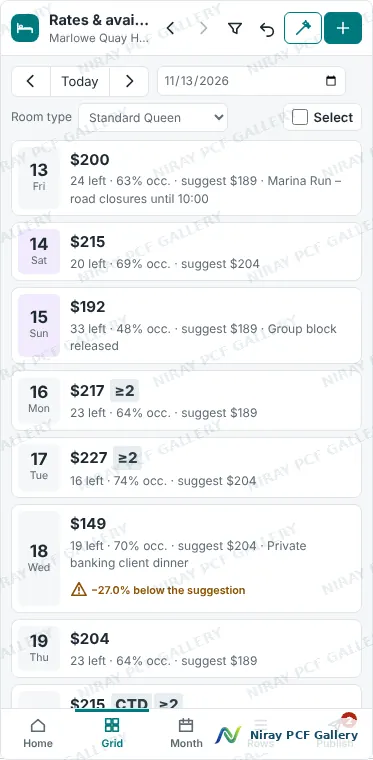 Rates & avai...
Marlowe Quay H...
Today
11/13/2026
Room type
Standard Queen
Select
13
Fri
$200
24 left · 63% occ. · suggest $189 · Marina Run –
road closures until 10:00
14
Sat
$215
20 left · 69% occ. · suggest $204
15
Sun
$192
33 left · 48% occ. · suggest $189 · Group block
released
16
Mon
$217 ≥2
23 left · 64% occ. · suggest $189
17
Tue
$227 ≥2
16 left · 74% occ. · suggest $204
18
Wed
$149
19 left · 70% occ. · suggest $204 · Private
banking client dinner
−27.0% below the suggestion
19
Thu
$204
23 left · 64% occ. · suggest $189
$215 CTD ≥2
Home
Grid
Month
Rows
Publish
Niray PCF Gallery
NIRAY PCF GALLERY